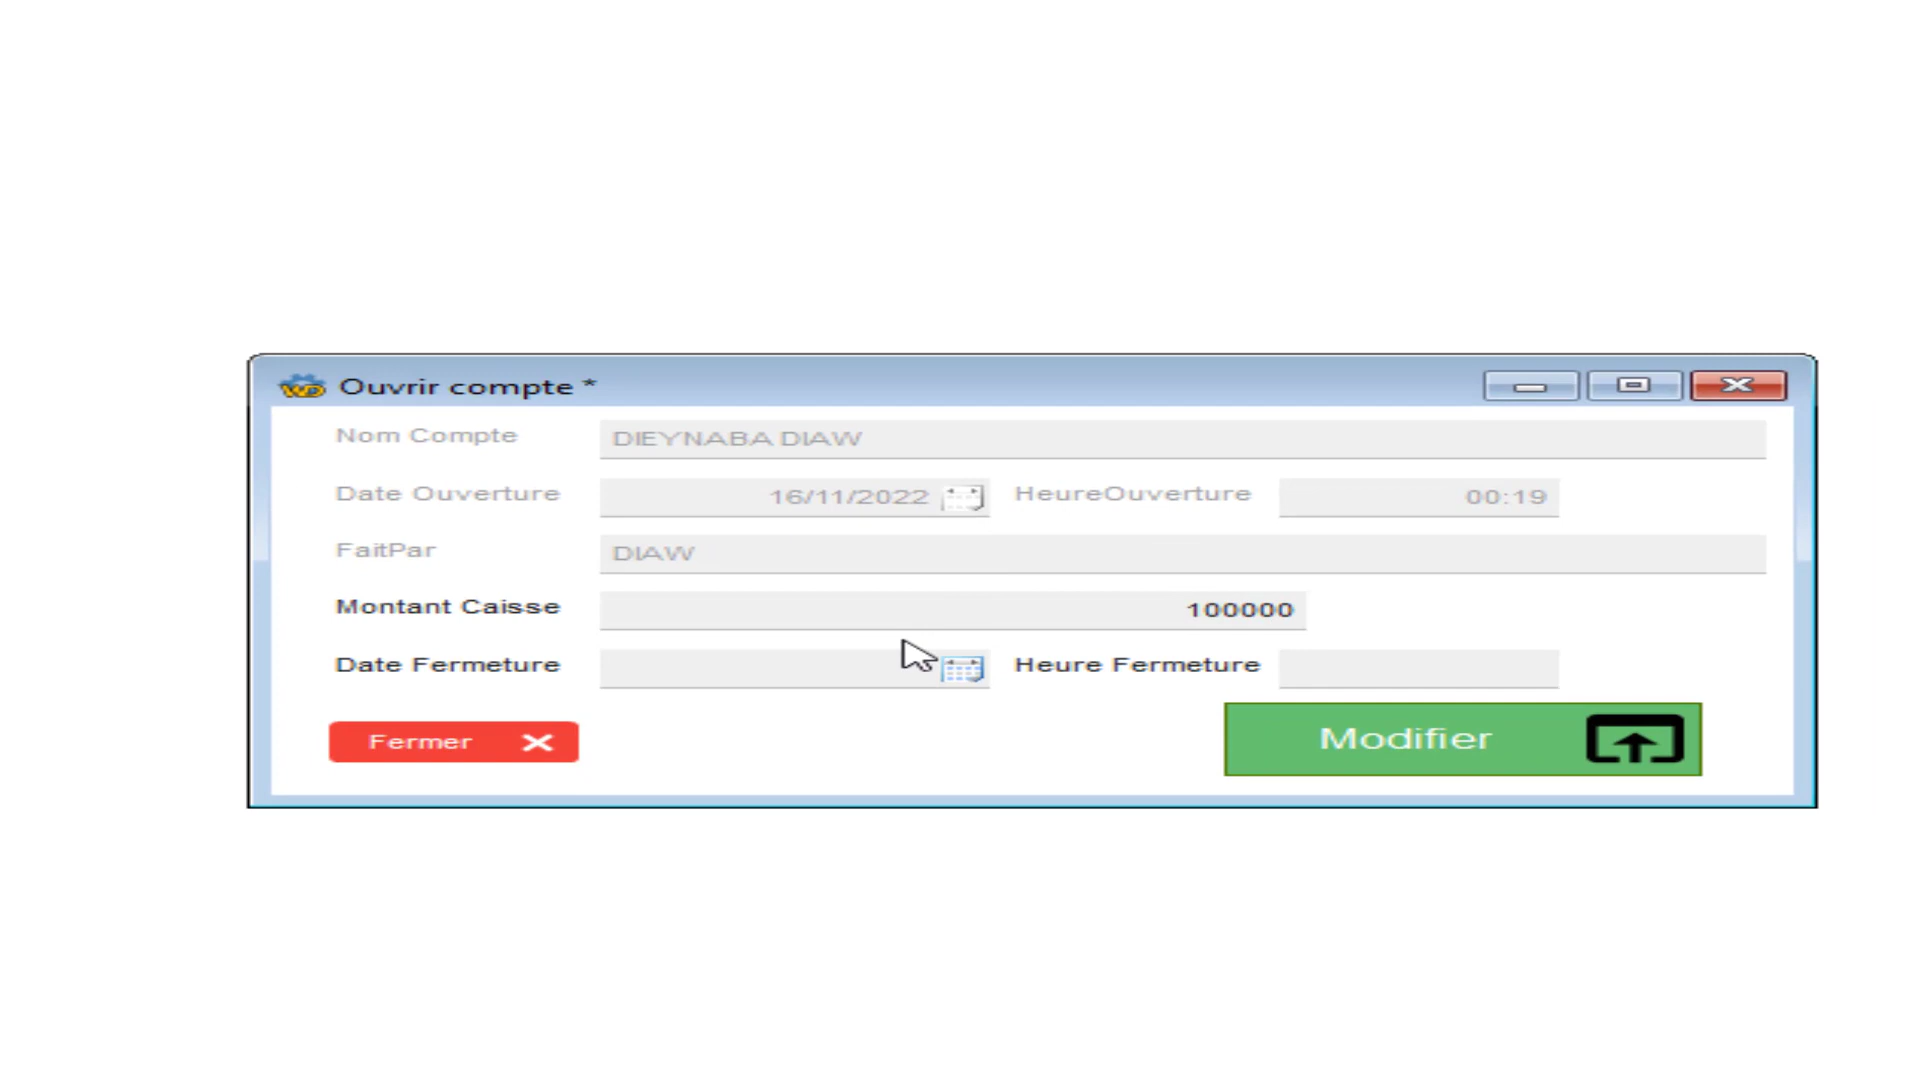 Ouvrir compte *
Nom Compte DIEYNABA DIAW
Date Ouverture 16/11/2022 HeureOuverture 00:19
FaitPar DIAW
Montant Caisse 100000
Date Fermeture Heure Fermeture
Fermer Modifier